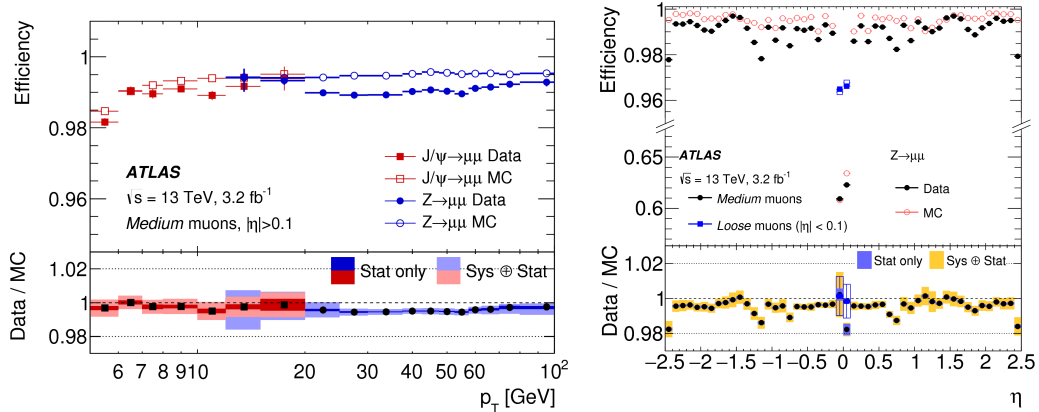 Efficiency
1
0.98
0.96
ATLAS
√s = 13 TeV, 3.2 fb⁻¹
Medium muons, |η|>0.1
J/ψ→μμ Data
J/ψ→μμ MC
Z→μμ Data
Z→μμ MC
Data / MC
1.02
1
0.98
Stat only
Sys ⊕ Stat
6 7 8 9 10 20 30 40 50 60 10²
p_T [GeV]
Efficiency
1
0.98
0.96
0.65
0.6
ATLAS
√s = 13 TeV, 3.2 fb⁻¹
Medium muons
Loose muons (|η| < 0.1)
Z→μμ
Data
MC
Data / MC
1.02
1
0.98
Stat only
Sys ⊕ Stat
−2.5 −2 −1.5 −1 −0.5 0 0.5 1 1.5 2 2.5
η